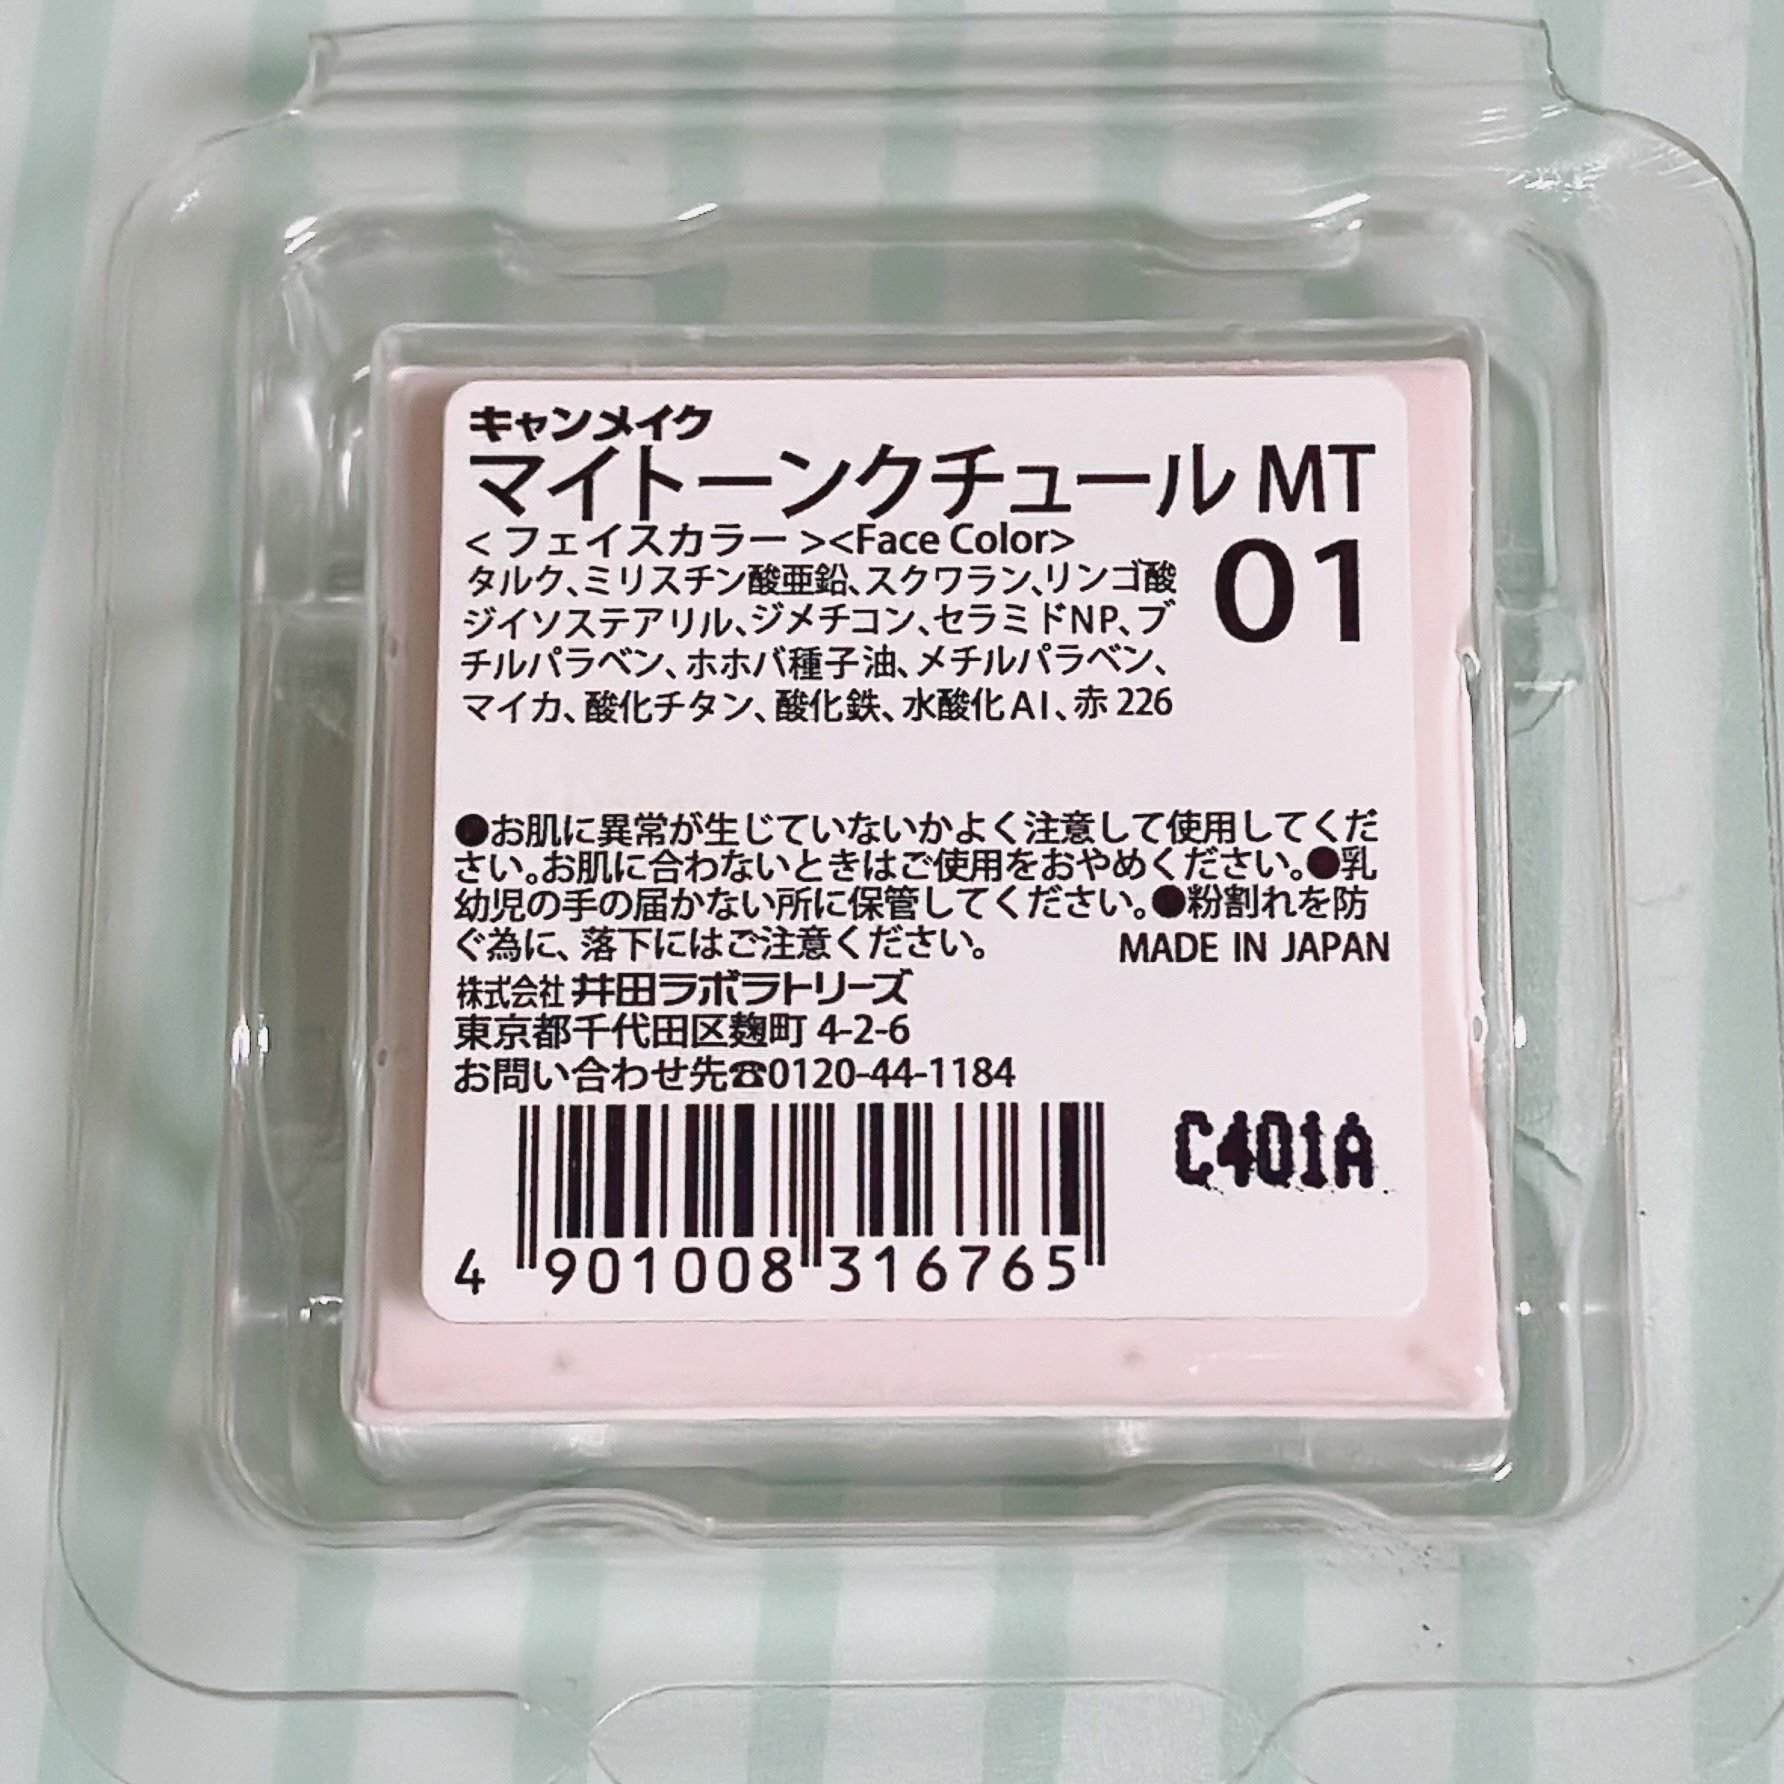 キャンメイク
マイトーンクチュール MT
<フェイスカラー><Face Color>
01
タルク、ミリスチン酸亜鉛、スクワラン、リンゴ酸
ジイソステアリル、ジメチコン、セラミドNP、ブ
チルパラベン、ホホバ種子油、メチルパラベン、
マイカ、酸化チタン、酸化鉄、水酸化Al、赤226
●お肌に異常が生じていないかよく注意して使用してくだ
さい。お肌に合わないときはご使用をおやめください。●乳
幼児の手の届かない所に保管してください。●粉割れを防
ぐ為に、落下にはご注意ください。 MADE IN JAPAN
株式会社 井田ラボラトリーズ
東京都千代田区麹町 4-2-6
お問い合わせ先☎0120-44-1184
C401A
4 901008 316765